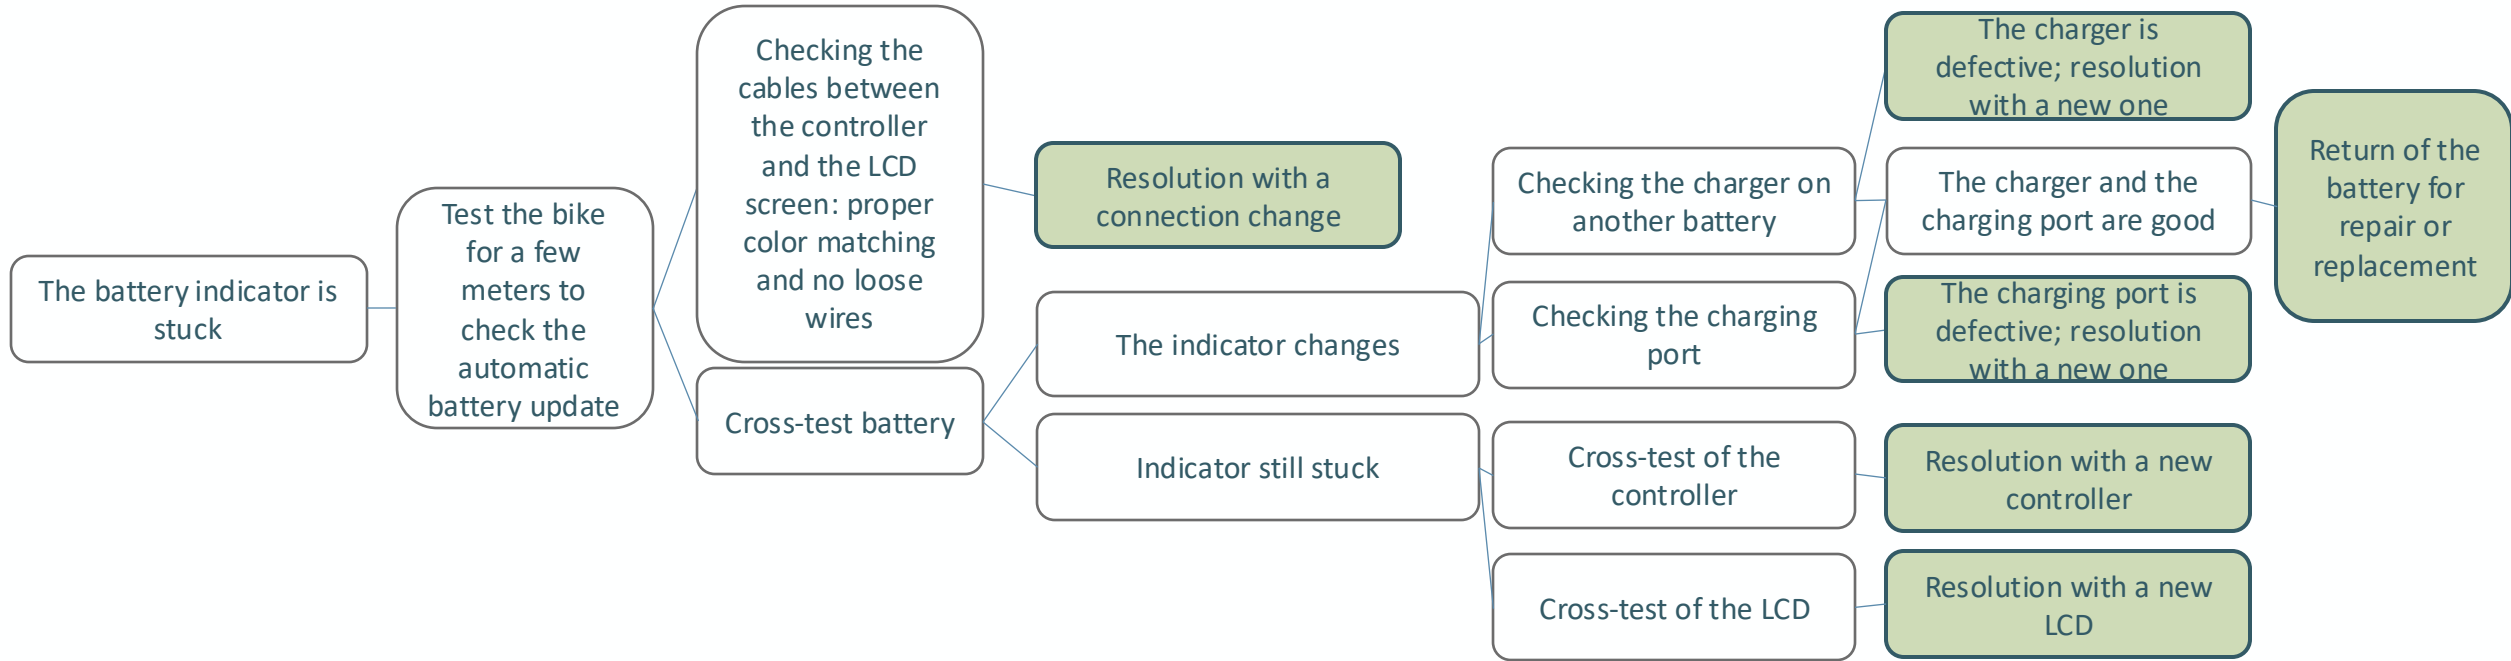 The battery indicator is
stuck
Test the bike
for a few
meters to
check the
automatic
battery update
Checking the
cables between
the controller
and the LCD
screen: proper
color matching
and no loose
wires
Cross-test battery
Resolution with a
connection change
The indicator changes
Indicator still stuck
Checking the charger on
another battery
Checking the charging
port
Cross-test of the
controller
Cross-test of the LCD
The charger is
defective; resolution
with a new one
The charger and the
charging port are good
The charging port is
defective; resolution
with a new one
Resolution with a new
controller
Resolution with a new
LCD
Return of the
battery for
repair or
replacement